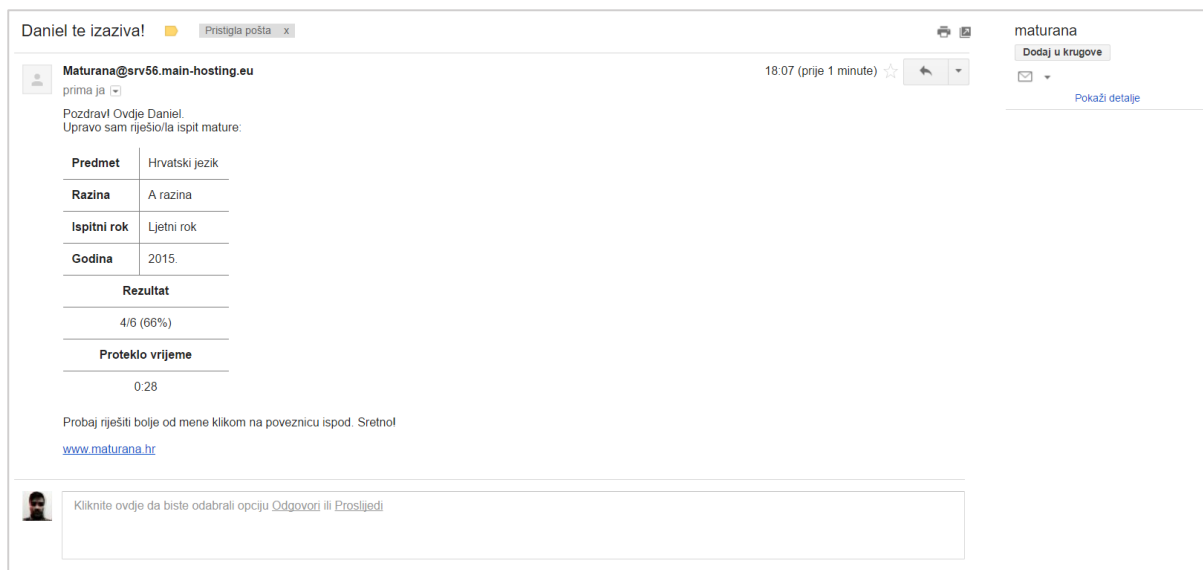 Daniel te izaziva!
Pristigla pošta x
Maturana@srv56.main-hosting.eu
18:07 (prije 1 minute)
prima ja
Pozdrav! Ovdje Daniel.
Upravo sam riješio/la ispit mature:
Predmet Hrvatski jezik
Razina A razina
Ispitni rok Ljetni rok
Godina 2015.
Rezultat
4/6 (66%)
Proteklo vrijeme
0:28
Probaj riješiti bolje od mene klikom na poveznicu ispod. Sretno!
www.maturana.hr
Kliknite ovdje da biste odabrali opciju Odgovori ili Proslijedi
maturana
Dodaj u krugove
Pokaži detalje